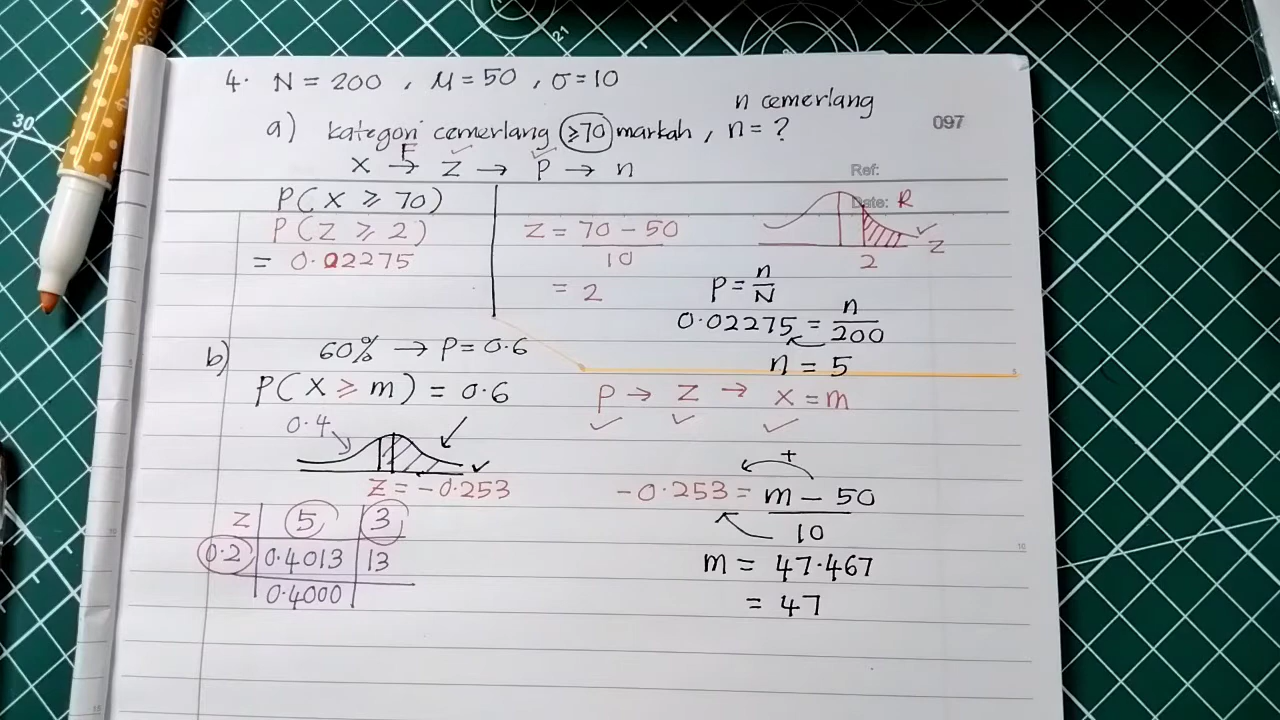 4. N = 200 , μ = 50 , σ = 10
n cemerlang
a) kategori cemerlang ≥70 markah , n = ?
097
F
X → Z → P → n
Ref:
P(X ≥ 70)
Date: R
P(Z ≥ 2)
= 0.02275
Z = 70 − 50
10
= 2
Z
2
P = n/N
0.02275 = n/200
n = 5
b) 60% → P = 0.6
P(X ≥ m) = 0.6
P → Z → X = m
0.4
Z = −0.253
+
−0.253 = m − 50
10
m = 47.467
= 47
Z 5 3
0.2 0.4013 13
0.4000
30
21